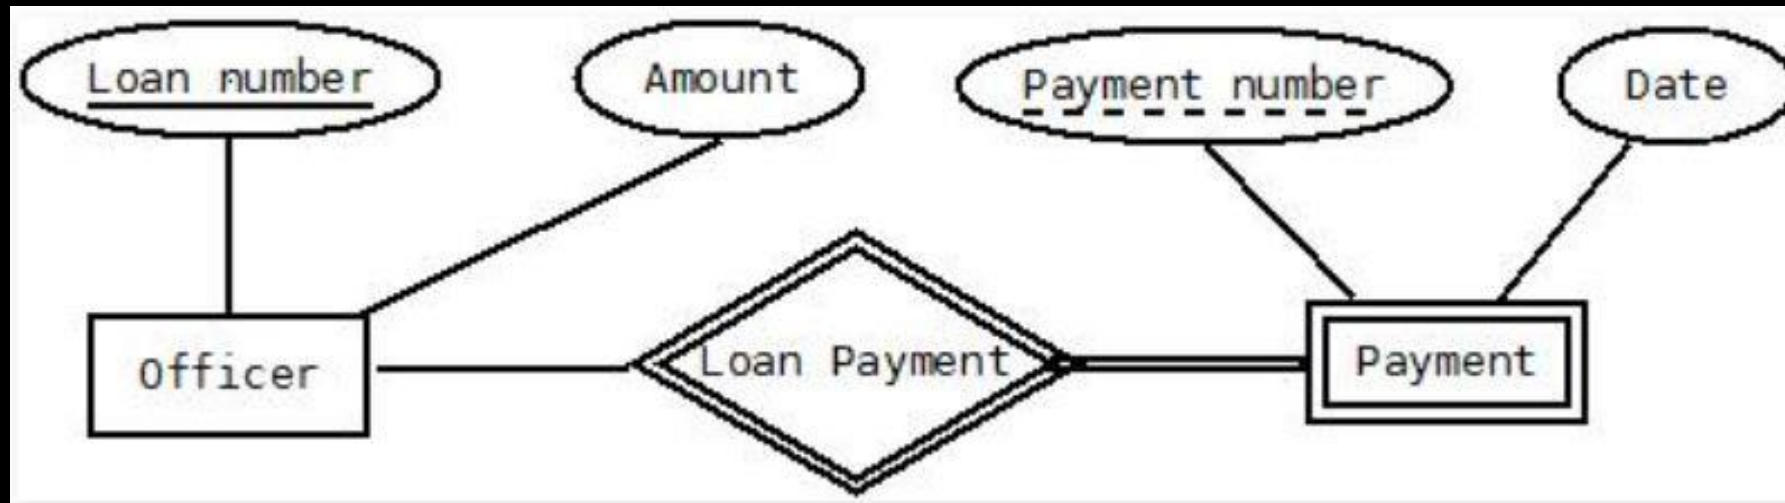 Loan number
Amount
Payment number
Date
Officer
Loan Payment
Payment